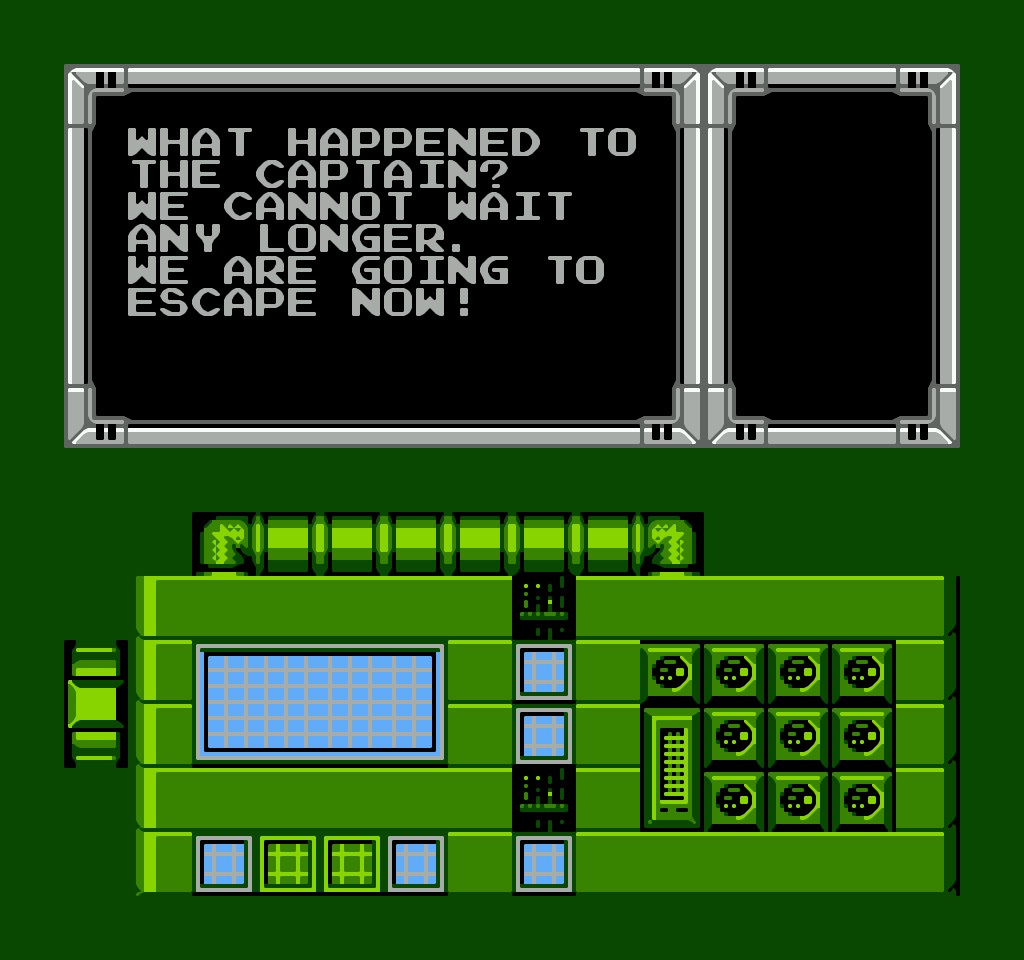 WHAT HAPPENED TO
THE CAPTAIN?
WE CANNOT WAIT
ANY LONGER.
WE ARE GOING TO
ESCAPE NOW!